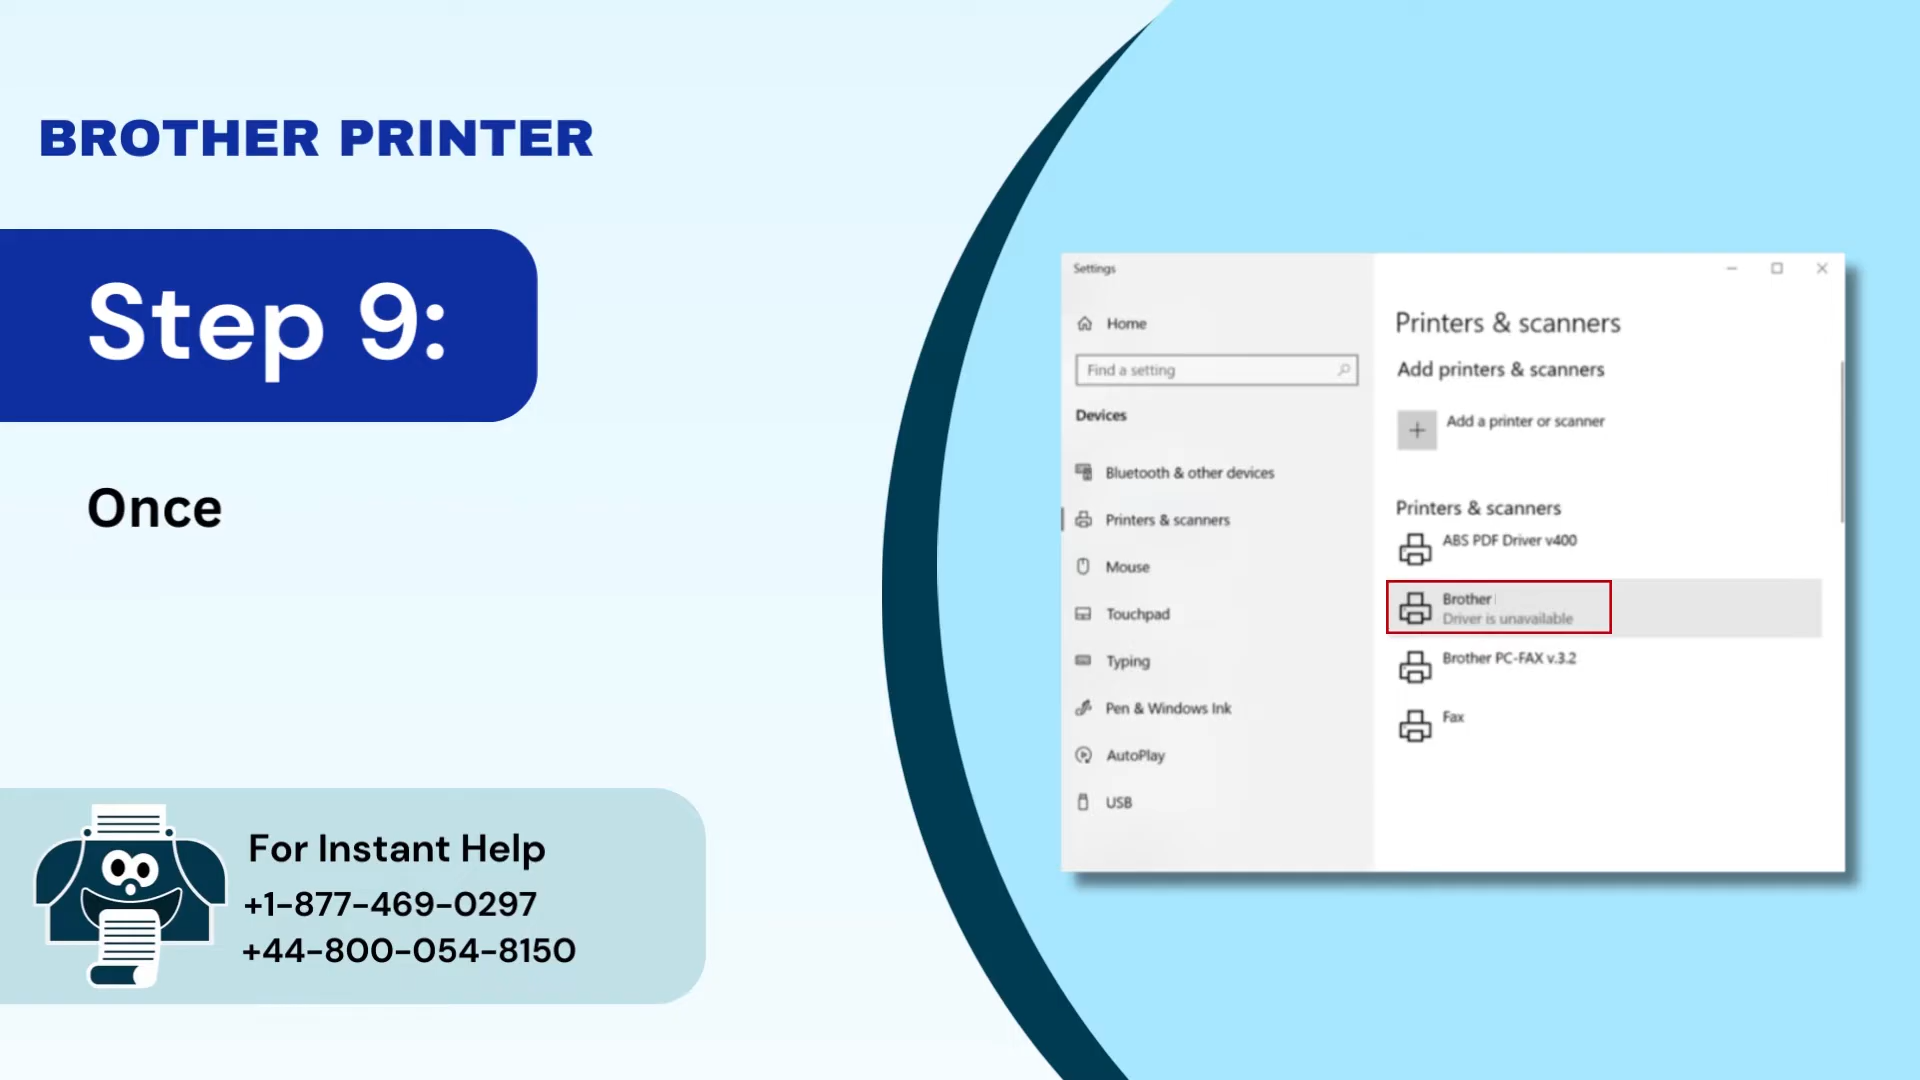 BROTHER PRINTER
Step 9:
Once
For Instant Help
+1-877-469-0297
+44-800-054-8150
Settings
Home
Find a setting
Devices
Bluetooth & other devices
Printers & scanners
Mouse
Touchpad
Typing
Pen & Windows Ink
AutoPlay
USB
Printers & scanners
Add printers & scanners
Add a printer or scanner
Printers & scanners
ABS PDF Driver v400
Brother
Driver is unavailable
Brother PC-FAX v.3.2
Fax